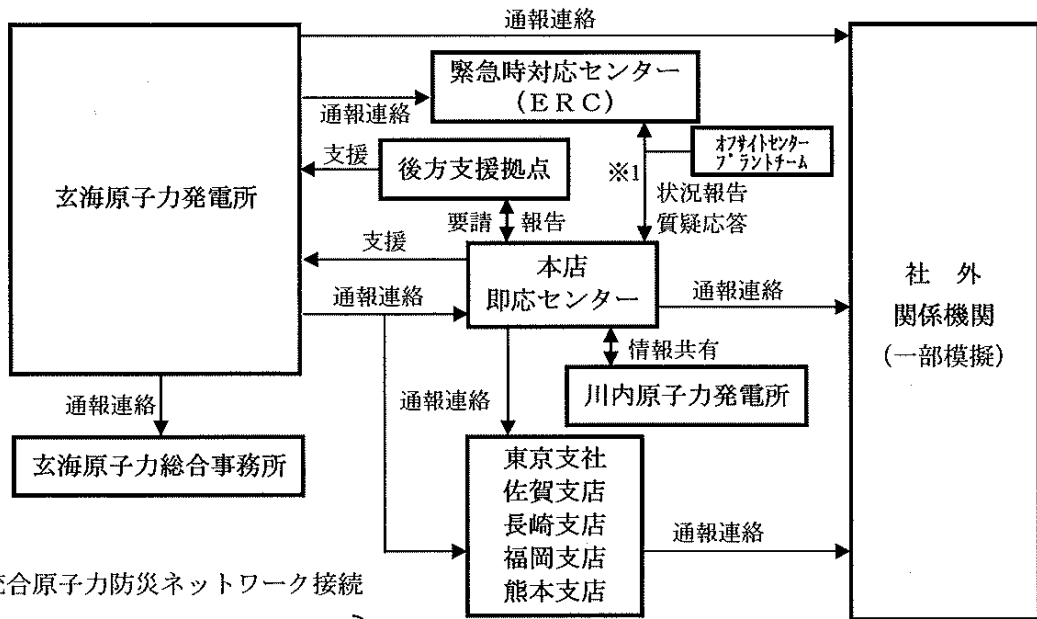 通報連絡
緊急時対応センター
(ERC)
通報連絡
オフサイトセンター
プラントチーム
支援
後方支援拠点
※1
状況報告
質疑応答
玄海原子力発電所
要請 報告
支援
本店
即応センター
通報連絡
通報連絡
社外
関係機関
(一部模擬)
情報共有
川内原子力発電所
通報連絡
通報連絡
玄海原子力総合事務所
東京支社
佐賀支店
長崎支店
福岡支店
熊本支店
通報連絡
合原子力防災ネットワーク接続